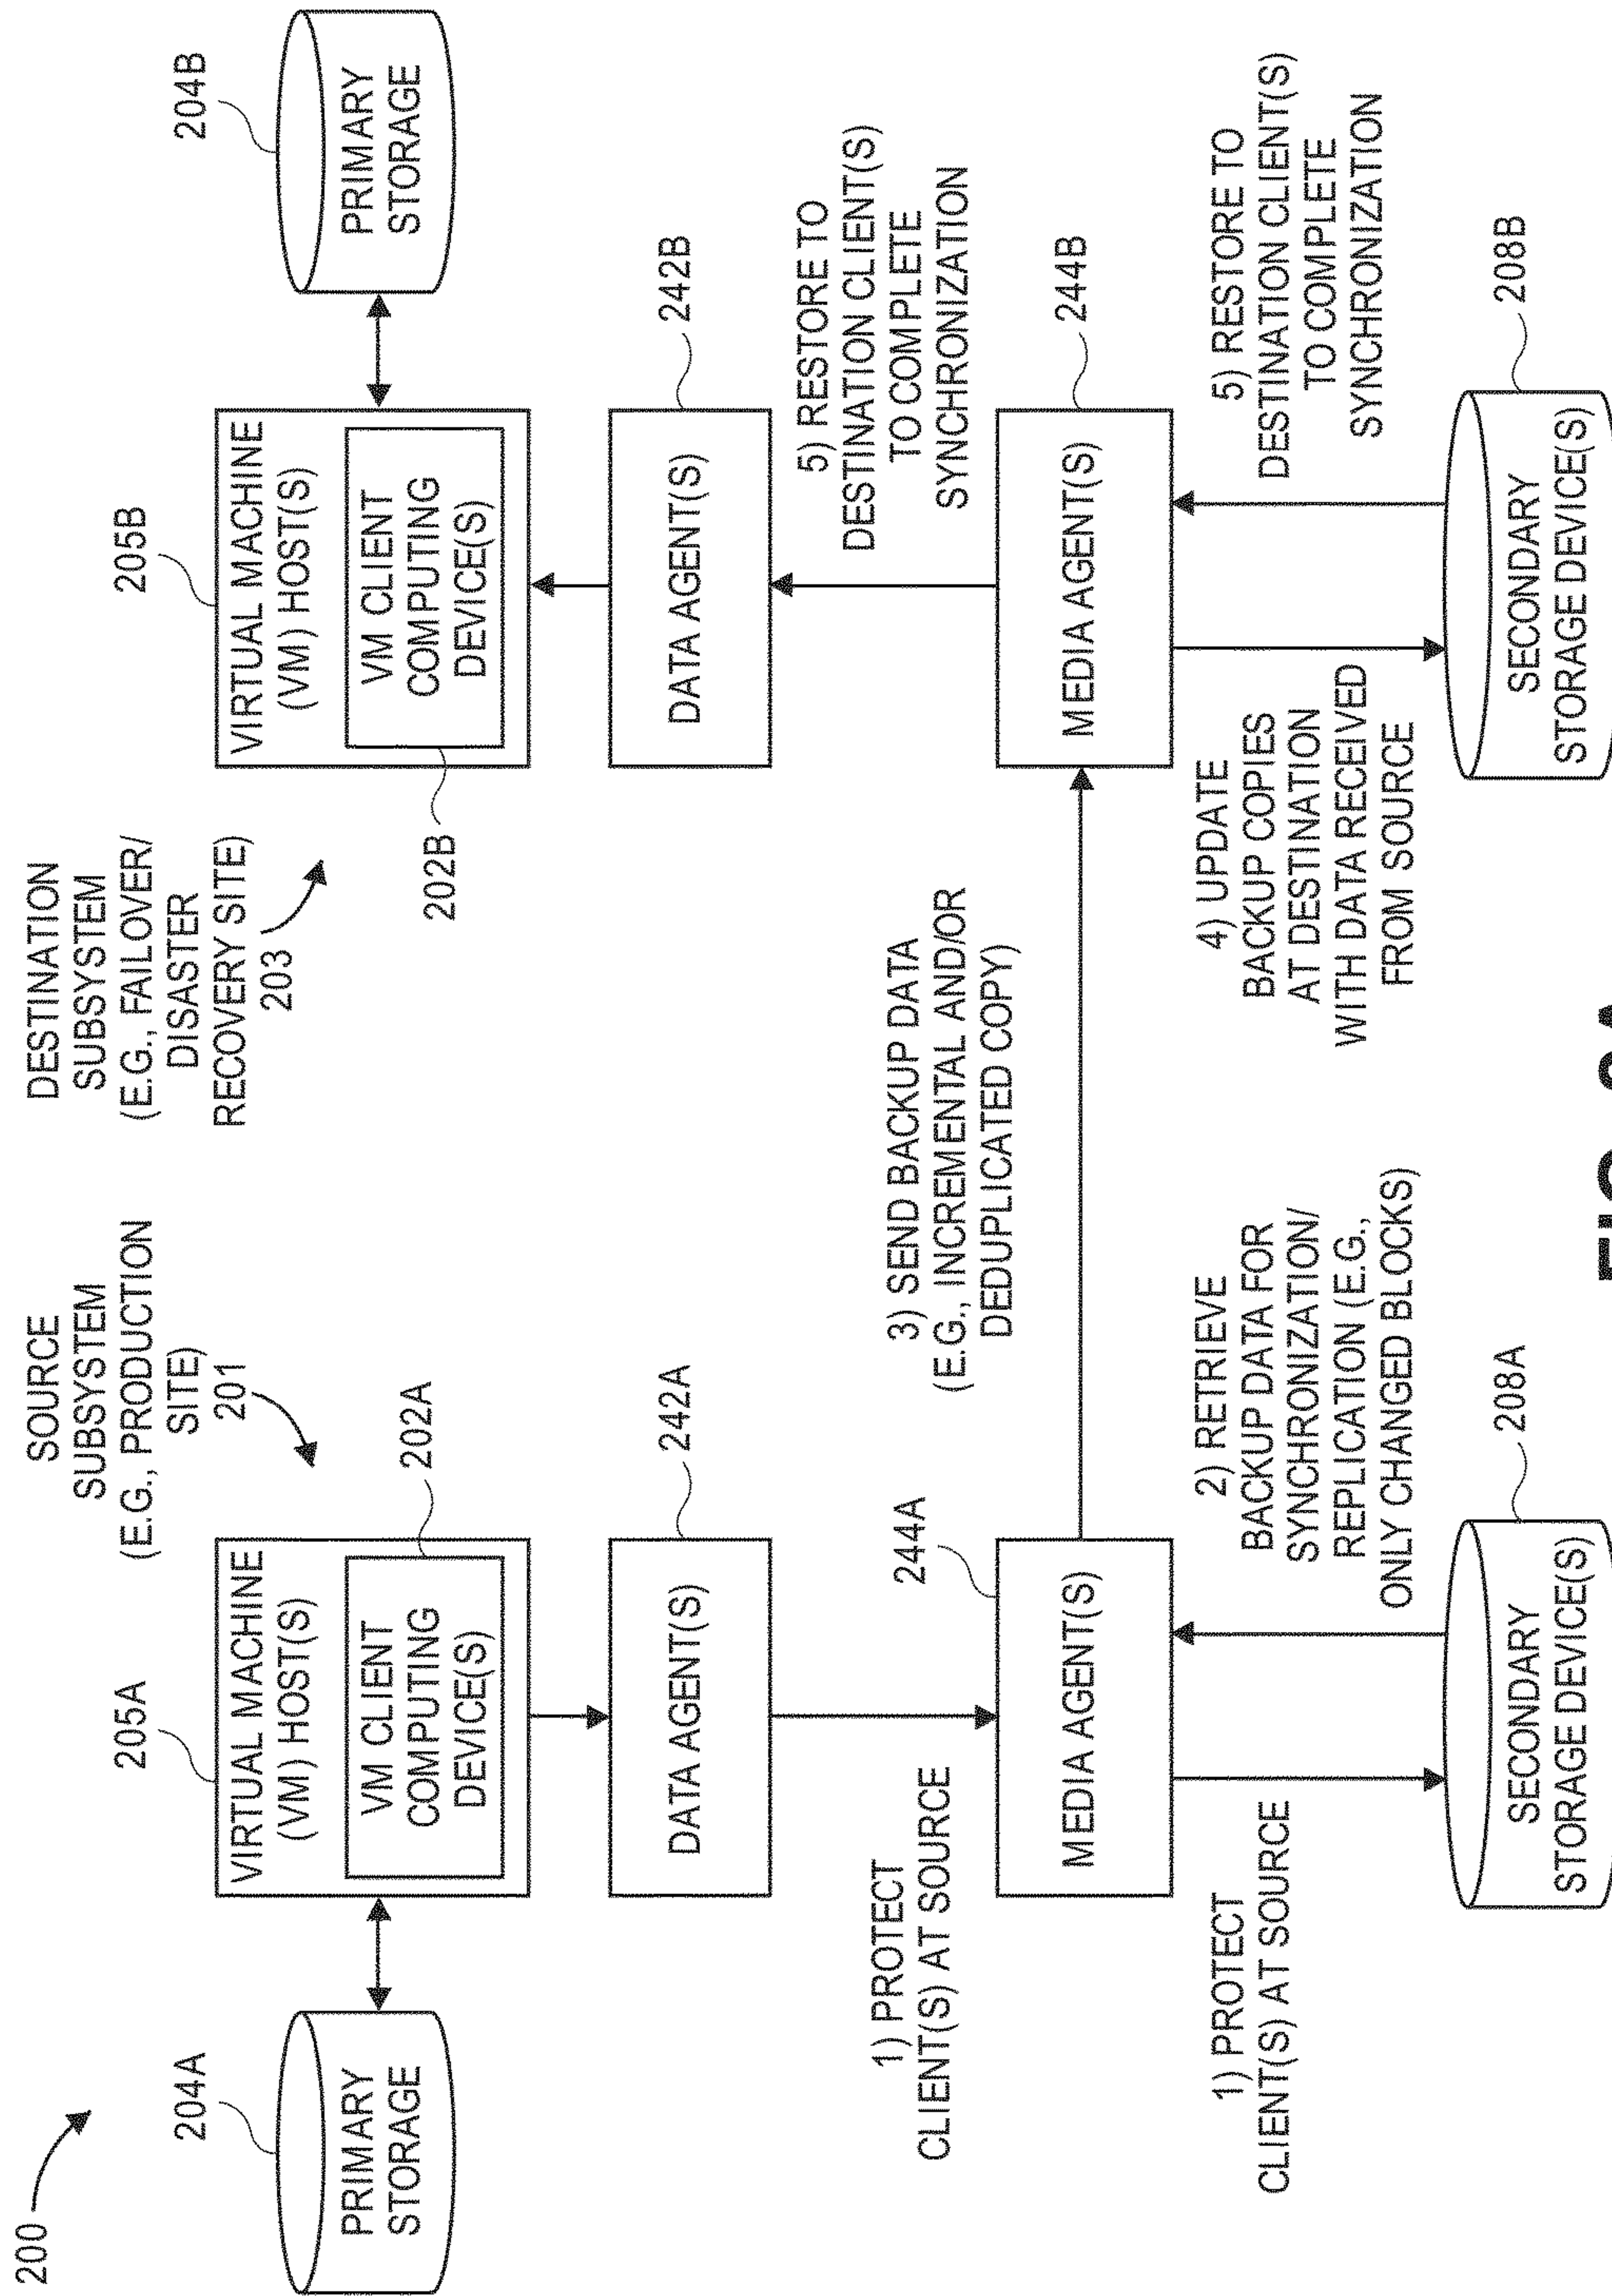 200
SOURCE
SUBSYSTEM
(E.G., PRODUCTION
SITE)
201
DESTINATION
SUBSYSTEM
(E.G., FAILOVER/
DISASTER
RECOVERY SITE)
203
204A
PRIMARY
STORAGE
205A
VIRTUAL MACHINE
(VM) HOST(S)
VM CLIENT
COMPUTING
DEVICE(S)
202A
205B
VIRTUAL MACHINE
(VM) HOST(S)
VM CLIENT
COMPUTING
DEVICE(S)
202B
204B
PRIMARY
STORAGE
DATA AGENT(S)
242A
DATA AGENT(S)
242B
1) PROTECT
CLIENT(S) AT SOURCE
3) SEND BACKUP DATA
(E.G., INCREMENTAL AND/OR
DEDUPLICATED COPY)
5) RESTORE TO
DESTINATION CLIENT(S)
TO COMPLETE
SYNCHRONIZATION
244A
MEDIA AGENT(S)
MEDIA AGENT(S)
244B
1) PROTECT
CLIENT(S) AT SOURCE
2) RETRIEVE
BACKUP DATA FOR
SYNCHRONIZATION/
REPLICATION (E.G.,
ONLY CHANGED BLOCKS)
4) UPDATE
BACKUP COPIES
AT DESTINATION
WITH DATA RECEIVED
FROM SOURCE
5) RESTORE TO
DESTINATION CLIENT(S)
TO COMPLETE
SYNCHRONIZATION
SECONDARY
STORAGE DEVICE(S)
208A
SECONDARY
STORAGE DEVICE(S)
208B